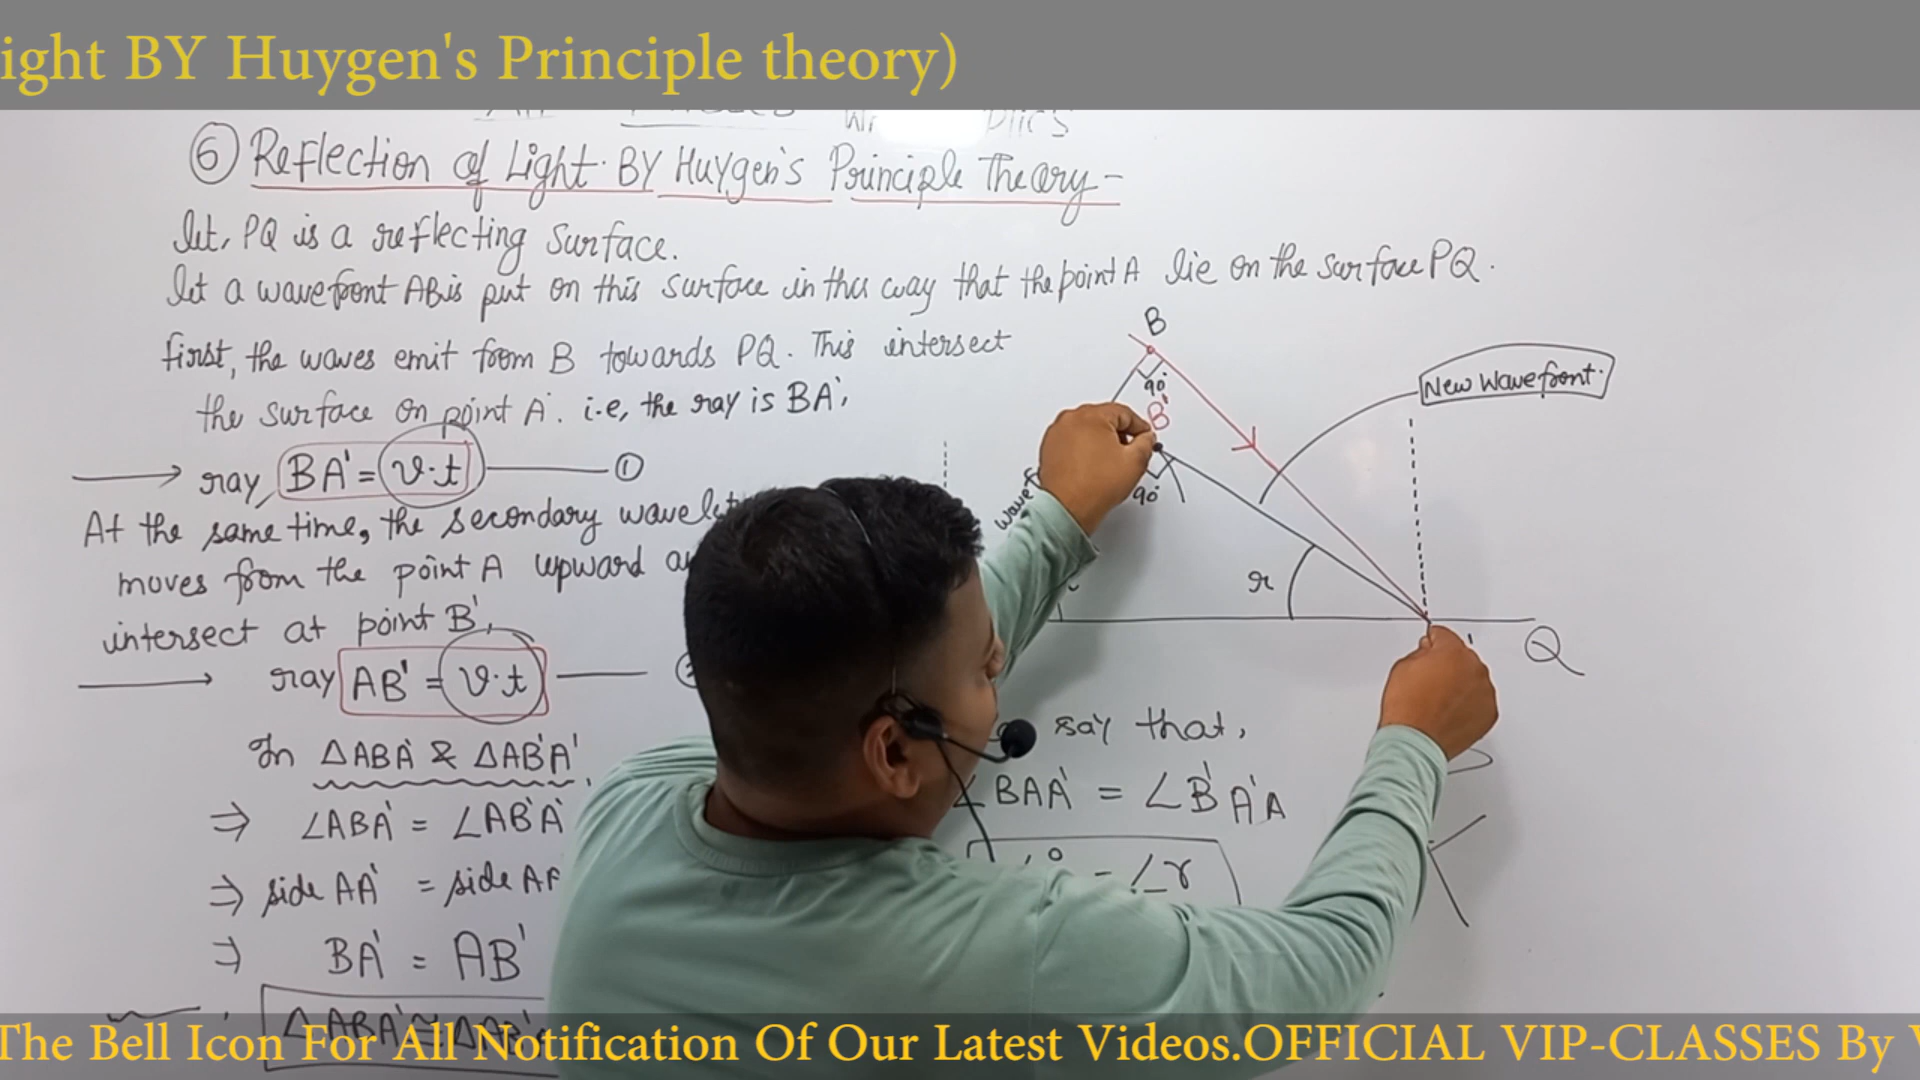 ight BY Huygen's Principle theory)
⑥ Reflection of Light. BY Huygen's Principle Theory -
let, PQ is a reflecting surface.
let a wavefront AB is put on this surface in this way that the point A lie on the surface PQ.
first, the waves emit from B towards PQ. This intersect
the surface on point A'. i.e, the ray is BA',
ray, BA' = v.t ①
At the same time, the secondary wavelet
moves from the point A upward
intersect at point B',
ray AB' = v.t
In ΔABA' & ΔAB'A',
⇒ ∠ABA' = ∠AB'A'
⇒ side AA' = side AA
⇒ BA' = AB'
ΔABA' ≅ ΔAB'
B
90°
B'
90°
New Wavefront.
r
Q
say that,
∠BAA' = ∠B'A'A
∠r
The Bell Icon For All Notification Of Our Latest Videos.OFFICIAL VIP-CLASSES By